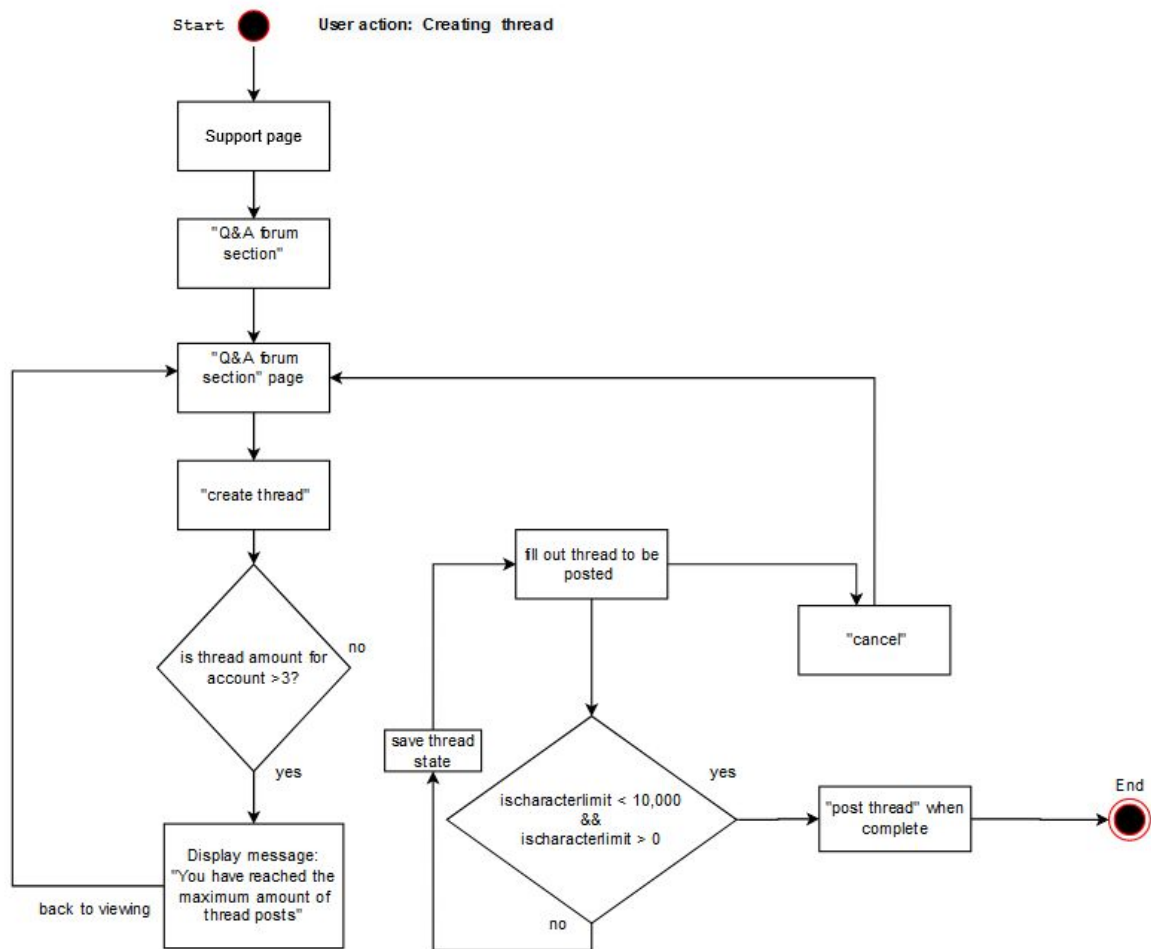 Start
User action: Creating thread
Support page
"Q&A forum
section"
"Q&A forum
section" page
"create thread"
is thread amount for
account >3?
no
yes
Display message:
"You have reached the
maximum amount of
thread posts"
back to viewing
fill out thread to be
posted
"cancel"
save thread
state
ischaracterlimit < 10,000
&&
ischaracterlimit > 0
yes
no
"post thread" when
complete
End